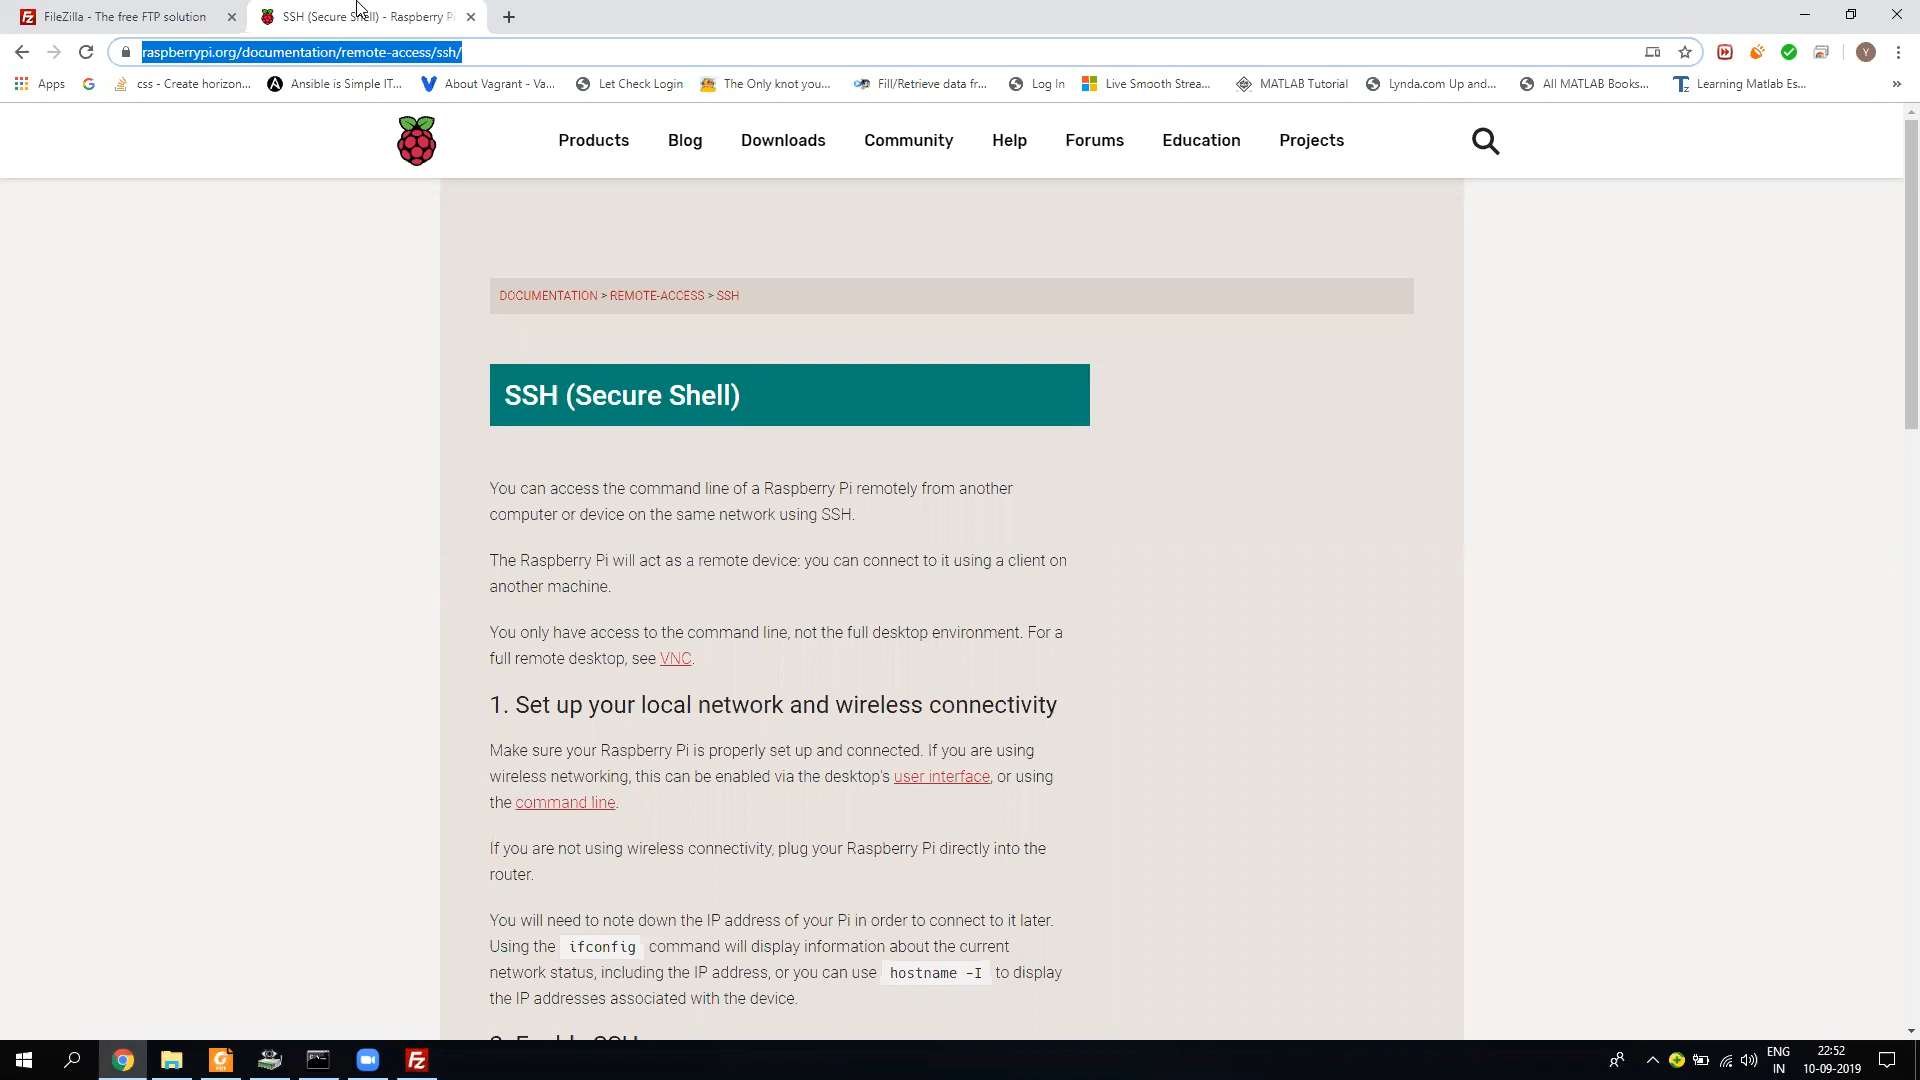 FileZilla - The free FTP solution
SSH (Secure Shell) - Raspberry Pi
raspberrypi.org/documentation/remote-access/ssh/
Y
Apps
css - Create horizon...
Ansible is Simple IT...
About Vagrant - Va...
Let Check Login
The Only knot you...
Fill/Retrieve data fr...
Log In
Live Smooth Strea...
MATLAB Tutorial
Lynda.com Up and...
All MATLAB Books...
Learning Matlab Es...
»
Products
Blog
Downloads
Community
Help
Forums
Education
Projects
DOCUMENTATION > REMOTE-ACCESS > SSH
SSH (Secure Shell)
You can access the command line of a Raspberry Pi remotely from another
computer or device on the same network using SSH.
The Raspberry Pi will act as a remote device: you can connect to it using a client on
another machine.
You only have access to the command line, not the full desktop environment. For a
full remote desktop, see VNC.
1. Set up your local network and wireless connectivity
Make sure your Raspberry Pi is properly set up and connected. If you are using
wireless networking, this can be enabled via the desktop's user interface, or using
the command line.
If you are not using wireless connectivity, plug your Raspberry Pi directly into the
router.
You will need to note down the IP address of your Pi in order to connect to it later.
Using the ifconfig command will display information about the current
network status, including the IP address, or you can use hostname -I to display
the IP addresses associated with the device.
2. Enable SSH
ENG
IN
22:52
10-09-2019